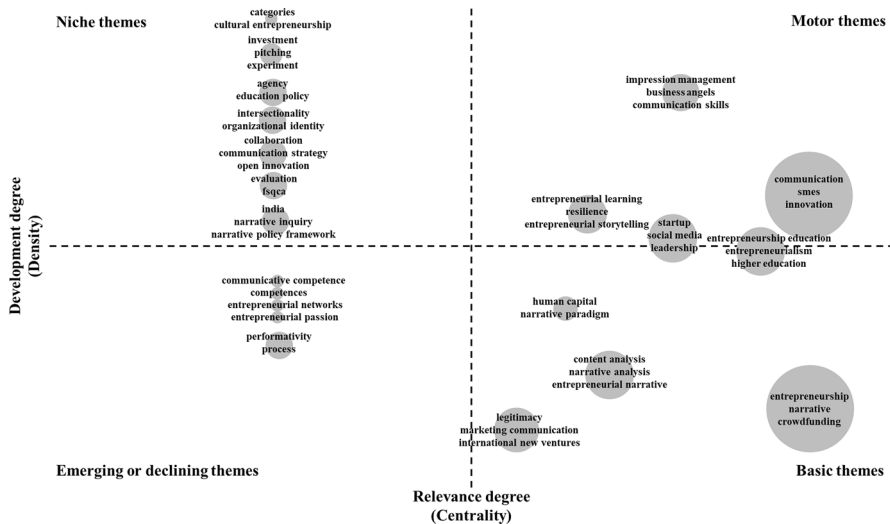 Niche themes
Motor themes
categories
cultural entrepreneurship
investment
pitching
experiment
agency
education policy
intersectionality
organizational identity
collaboration
communication strategy
open innovation
evaluation
fsqca
india
narrative inquiry
narrative policy framework
impression management
business angels
communication skills
communication
smes
innovation
entrepreneurial learning
resilience
entrepreneurial storytelling
startup
social media
leadership
entrepreneurship education
entrepreneurialism
higher education
Development degree
(Density)
communicative competence
competences
entrepreneurial networks
entrepreneurial passion
performativity
process
human capital
narrative paradigm
content analysis
narrative analysis
entrepreneurial narrative
legitimacy
marketing communication
international new ventures
entrepreneurship
narrative
crowdfunding
Emerging or declining themes
Basic themes
Relevance degree
(Centrality)